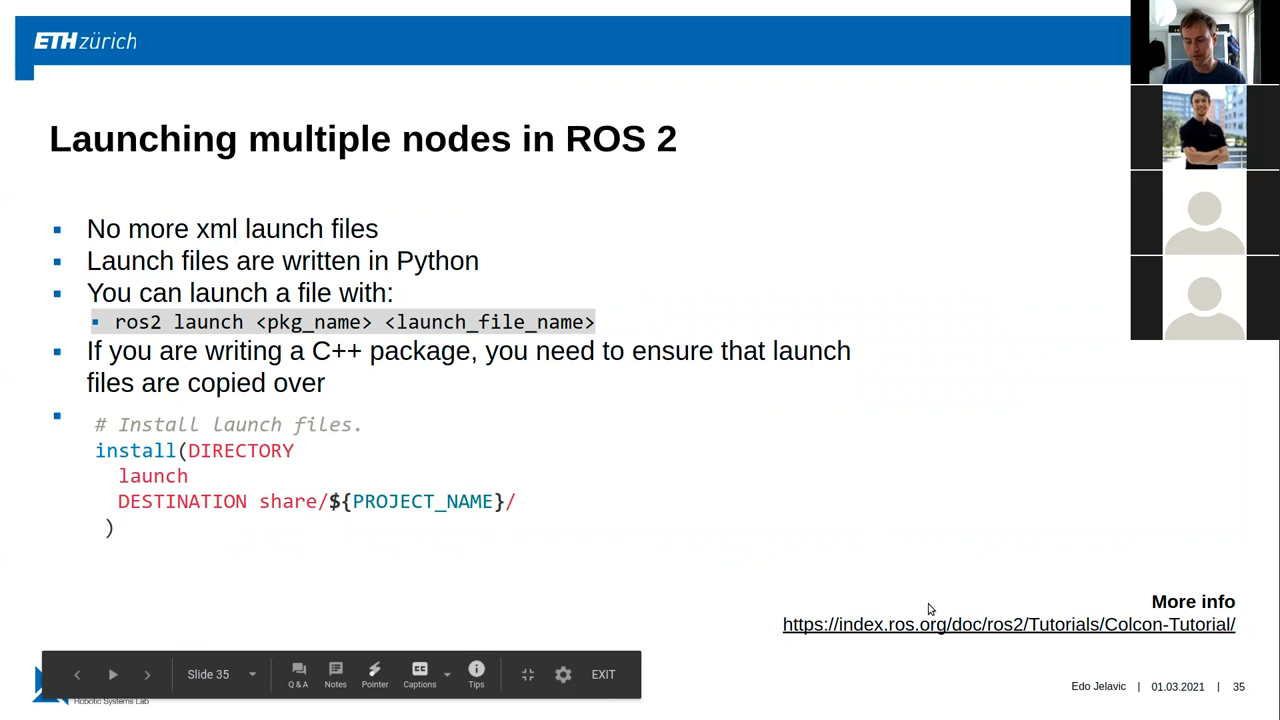 ETH zürich
Launching multiple nodes in ROS 2
No more xml launch files
Launch files are written in Python
You can launch a file with:
ros2 launch <pkg_name> <launch_file_name>
If you are writing a C++ package, you need to ensure that launch
files are copied over
# Install launch files.
install(DIRECTORY
launch
DESTINATION share/${PROJECT_NAME}/
)
More info
https://index.ros.org/doc/ros2/Tutorials/Colcon-Tutorial/
Slide 35
Q & A
Notes
Pointer
Captions
Tips
EXIT
Robotic Systems Lab
Edo Jelavic | 01.03.2021 | 35